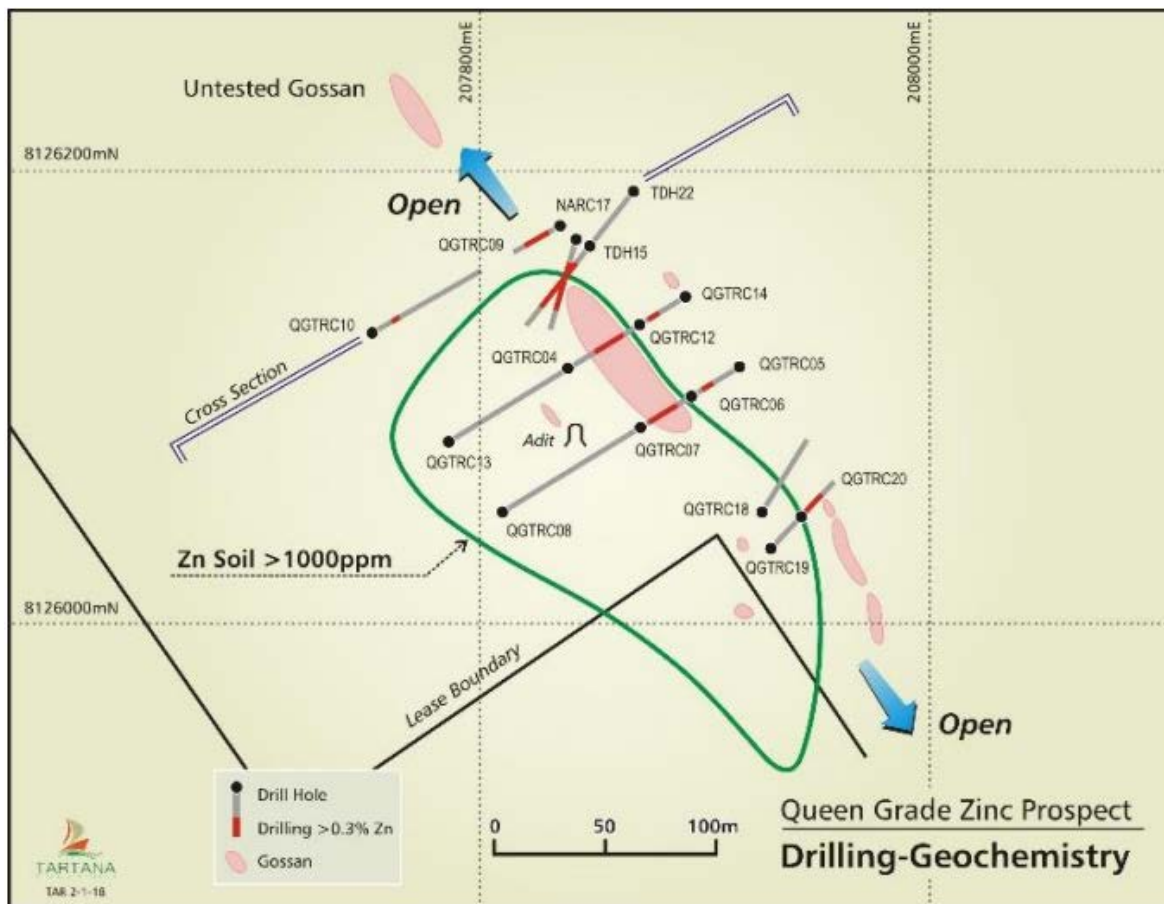 207800mE
208000mE
Untested Gossan
8126200mN
Open
NARC17
TDH22
QGTRC09
TDH15
QGTRC14
QGTRC10
QGTRC12
QGTRC04
QGTRC05
Cross Section
QGTRC06
Adit
QGTRC13
QGTRC07
QGTRC20
QGTRC18
QGTRC08
Zn Soil >1000ppm
QGTRC19
8126000mN
Lease Boundary
Open
Drill Hole
Drilling >0.3% Zn
Gossan
0 50 100m
Queen Grade Zinc Prospect
Drilling-Geochemistry
TARTANA
TAR 2-1-18